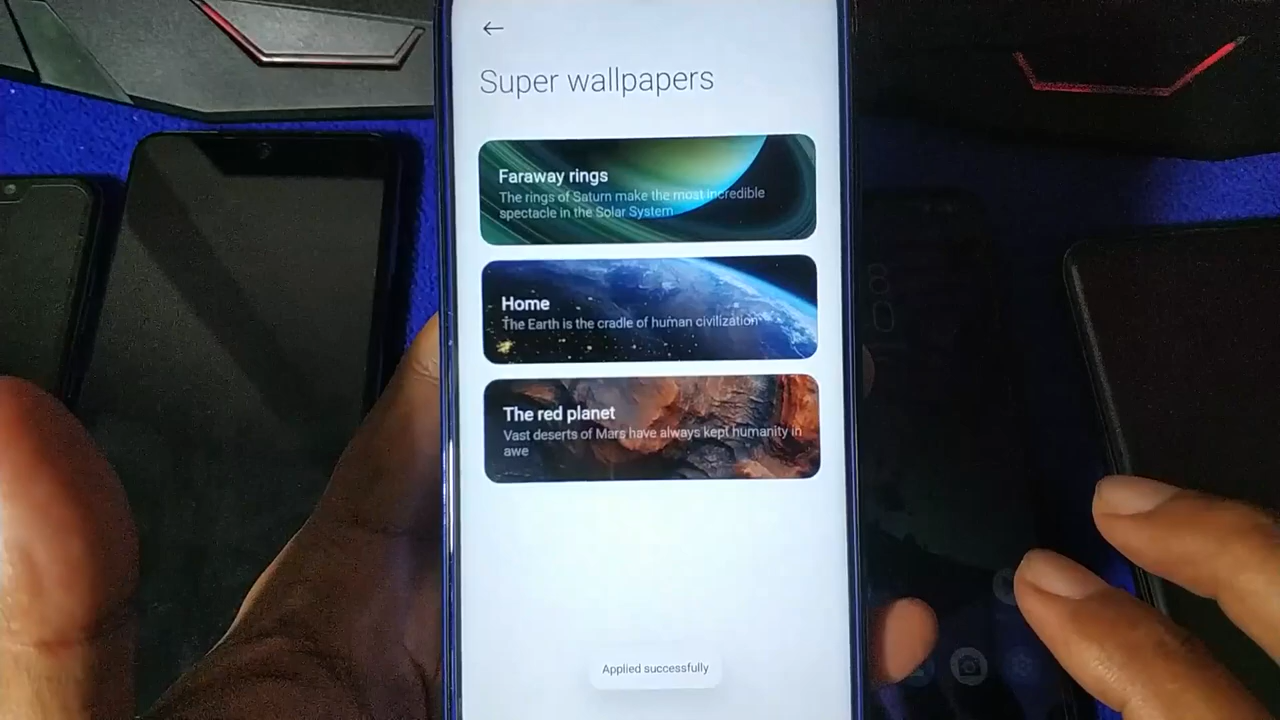 Super wallpapers
Faraway rings
The rings of Saturn make the most incredible
spectacle in the Solar System
Home
The Earth is the cradle of human civilization
The red planet
Vast deserts of Mars have always kept humanity in
awe
Applied successfully